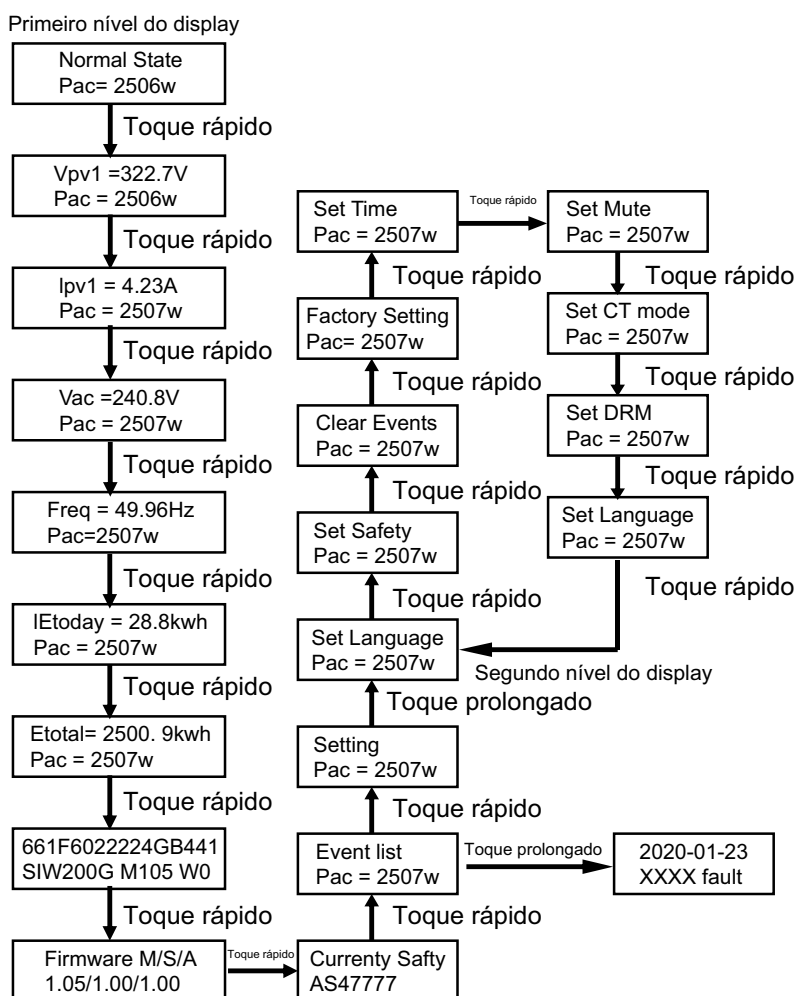 Primeiro nível do display
Normal State
Pac= 2506w
Toque rápido
Vpv1 =322.7V
Pac = 2506w
Toque rápido
Ipv1 = 4.23A
Pac = 2507w
Toque rápido
Vac =240.8V
Pac = 2507w
Toque rápido
Freq = 49.96Hz
Pac=2507w
Toque rápido
IEtoday = 28.8kwh
Pac = 2507w
Toque rápido
Etotal= 2500. 9kwh
Pac = 2507w
Toque rápido
661F6022224GB441
SIW200G M105 W0
Toque rápido
Firmware M/S/A
1.05/1.00/1.00
Toque rápido
Currenty Safty
AS47777
Toque rápido
Event list
Pac = 2507w
Toque prolongado
2020-01-23
XXXX fault
Toque rápido
Setting
Pac = 2507w
Toque prolongado
Segundo nível do display
Set Language
Pac = 2507w
Toque rápido
Set Safety
Pac = 2507w
Toque rápido
Clear Events
Pac = 2507w
Toque rápido
Factory Setting
Pac= 2507w
Toque rápido
Set Time
Pac = 2507w
Toque rápido
Set Mute
Pac = 2507w
Toque rápido
Set CT mode
Pac = 2507w
Toque rápido
Set DRM
Pac = 2507w
Toque rápido
Set Language
Pac = 2507w
Toque rápido